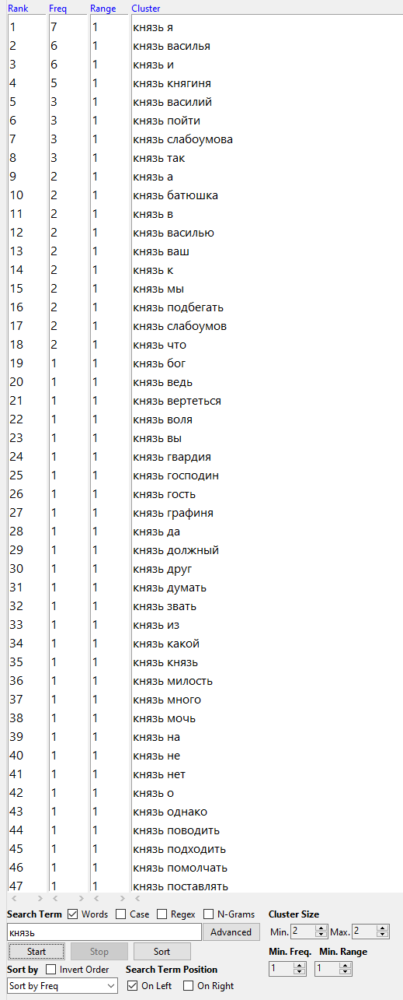 Rank Freq Range Cluster
1 7 1 князь я
2 6 1 князь василья
3 6 1 князь и
4 5 1 князь княгиня
5 3 1 князь василий
6 3 1 князь пойти
7 3 1 князь слабоумова
8 3 1 князь так
9 2 1 князь а
10 2 1 князь батюшка
11 2 1 князь в
12 2 1 князь василью
13 2 1 князь ваш
14 2 1 князь к
15 2 1 князь мы
16 2 1 князь подбегать
17 2 1 князь слабоумов
18 2 1 князь что
19 1 1 князь бог
20 1 1 князь ведь
21 1 1 князь вертеться
22 1 1 князь воля
23 1 1 князь вы
24 1 1 князь гвардия
25 1 1 князь господин
26 1 1 князь гость
27 1 1 князь графиня
28 1 1 князь да
29 1 1 князь должный
30 1 1 князь друг
31 1 1 князь думать
32 1 1 князь звать
33 1 1 князь из
34 1 1 князь какой
35 1 1 князь князь
36 1 1 князь милость
37 1 1 князь много
38 1 1 князь мочь
39 1 1 князь на
40 1 1 князь не
41 1 1 князь нет
42 1 1 князь о
43 1 1 князь однако
44 1 1 князь поводить
45 1 1 князь подходить
46 1 1 князь помолчать
47 1 1 князь поставлять
Search Term Words Case Regex N-Grams Cluster Size
князь Advanced Min. 2 Max. 2
Start Stop Sort Min. Freq. Min. Range
Sort by Invert Order Search Term Position 1 1
Sort by Freq On Left On Right